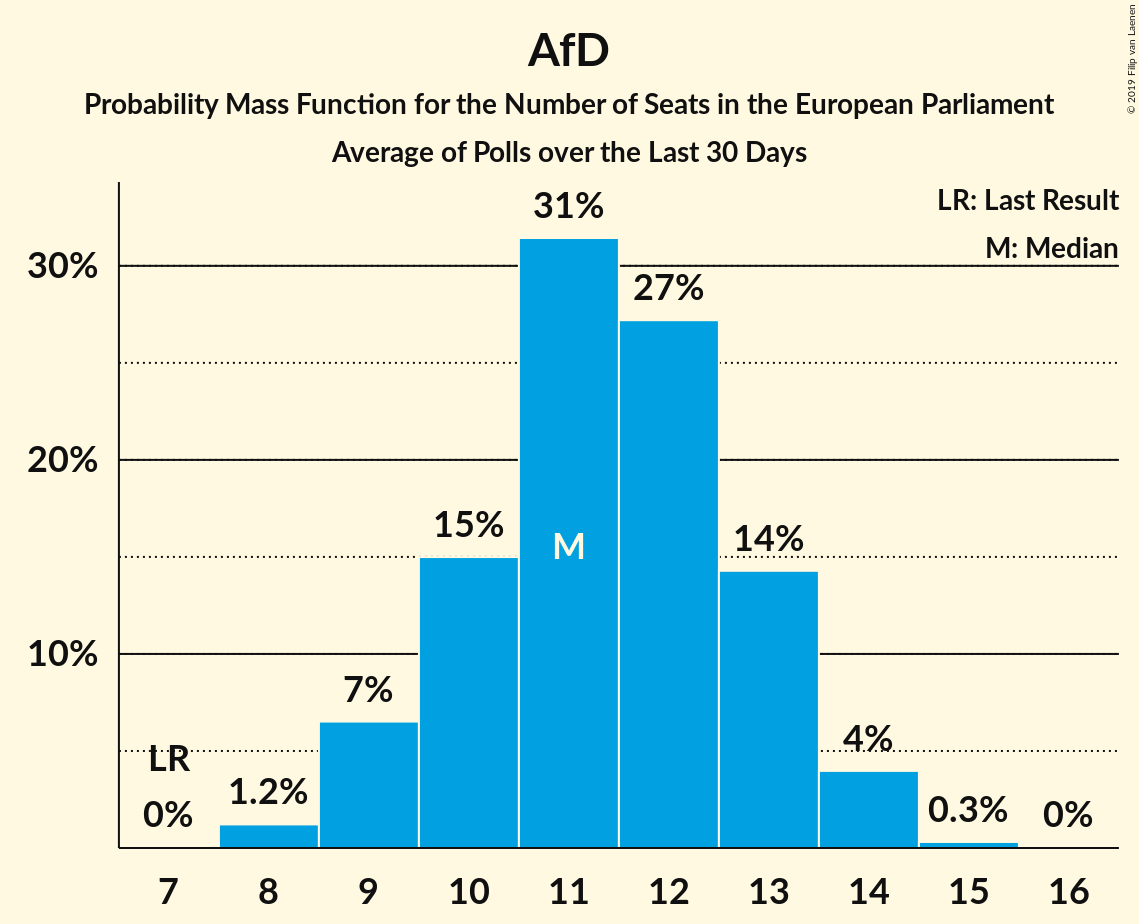 AfD
Probability Mass Function for the Number of Seats in the European Parliament
Average of Polls over the Last 30 Days
© 2019 Filip van Laenen
LR: Last Result
M: Median
30%
20%
10%
LR
0%
1.2%
7%
15%
31%
M
27%
14%
4%
0.3%
0%
7 8 9 10 11 12 13 14 15 16